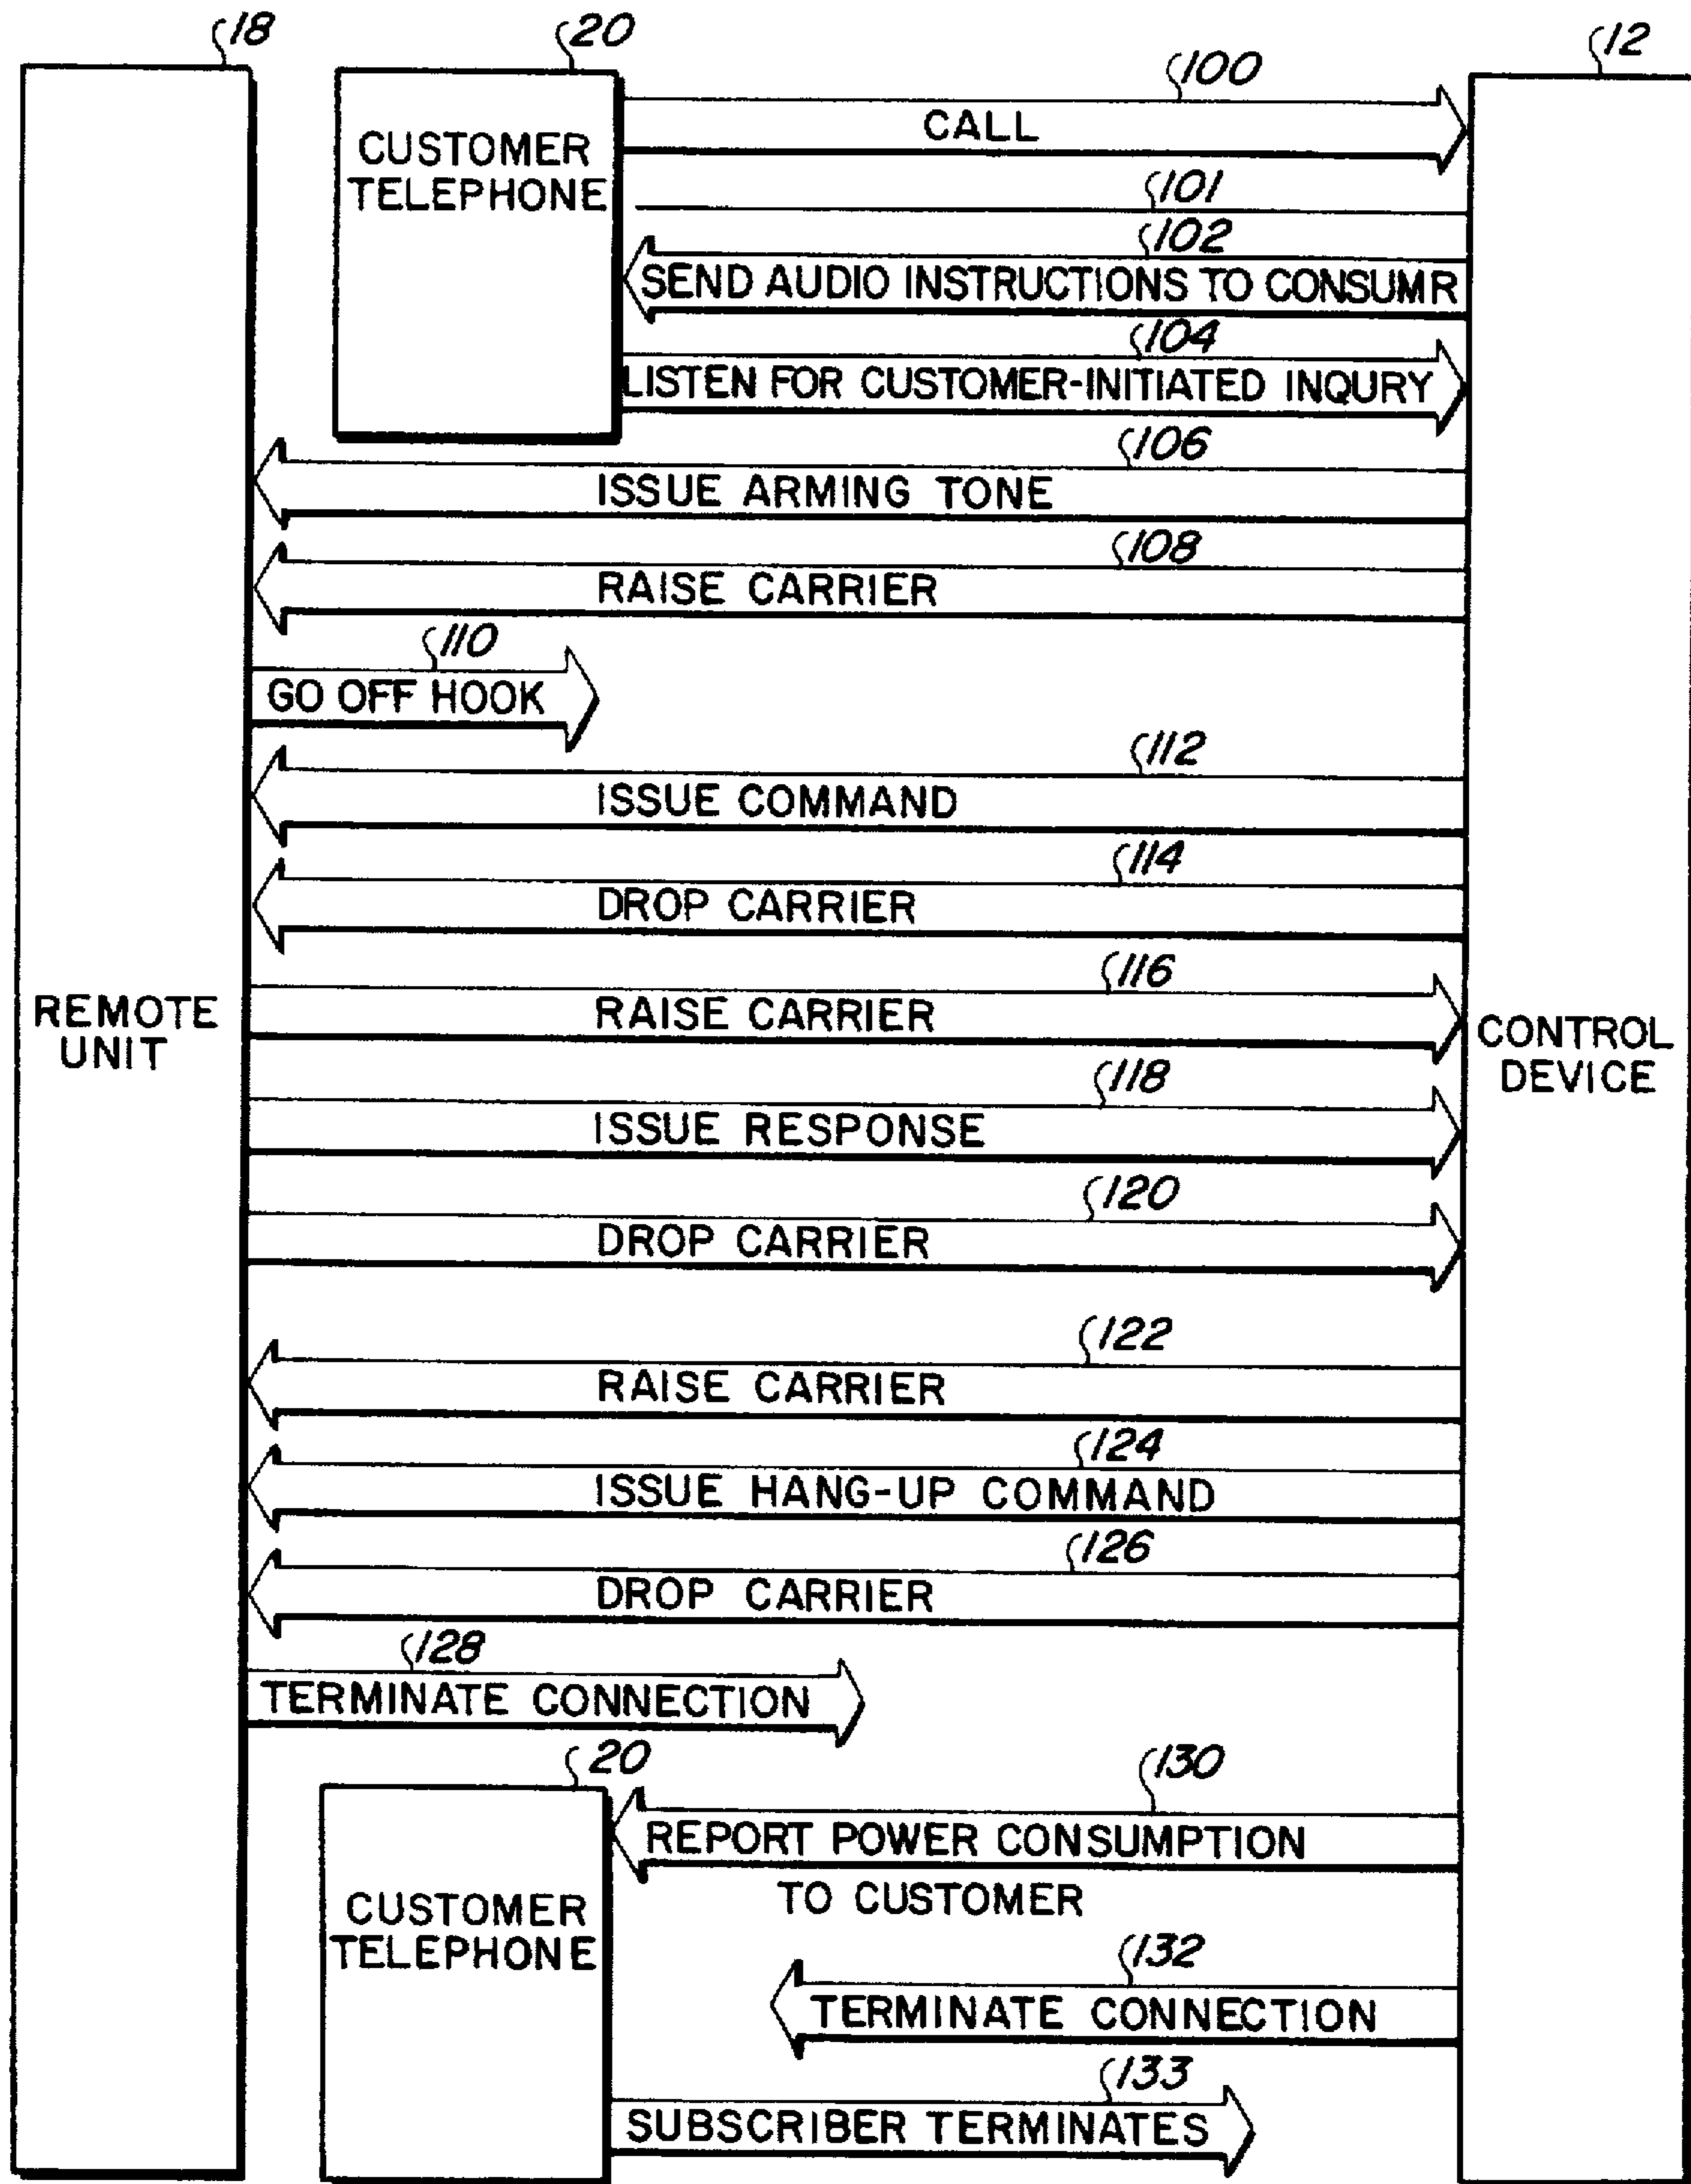 18
20
12
100
CALL
CUSTOMER
TELEPHONE
101
102
SEND AUDIO INSTRUCTIONS TO CONSUMR
104
LISTEN FOR CUSTOMER-INITIATED INQURY
106
ISSUE ARMING TONE
108
RAISE CARRIER
110
GO OFF HOOK
112
ISSUE COMMAND
114
DROP CARRIER
116
RAISE CARRIER
REMOTE
UNIT
CONTROL
DEVICE
118
ISSUE RESPONSE
120
DROP CARRIER
122
RAISE CARRIER
124
ISSUE HANG-UP COMMAND
126
DROP CARRIER
128
TERMINATE CONNECTION
20
130
REPORT POWER CONSUMPTION
TO CUSTOMER
CUSTOMER
TELEPHONE
132
TERMINATE CONNECTION
133
SUBSCRIBER TERMINATES